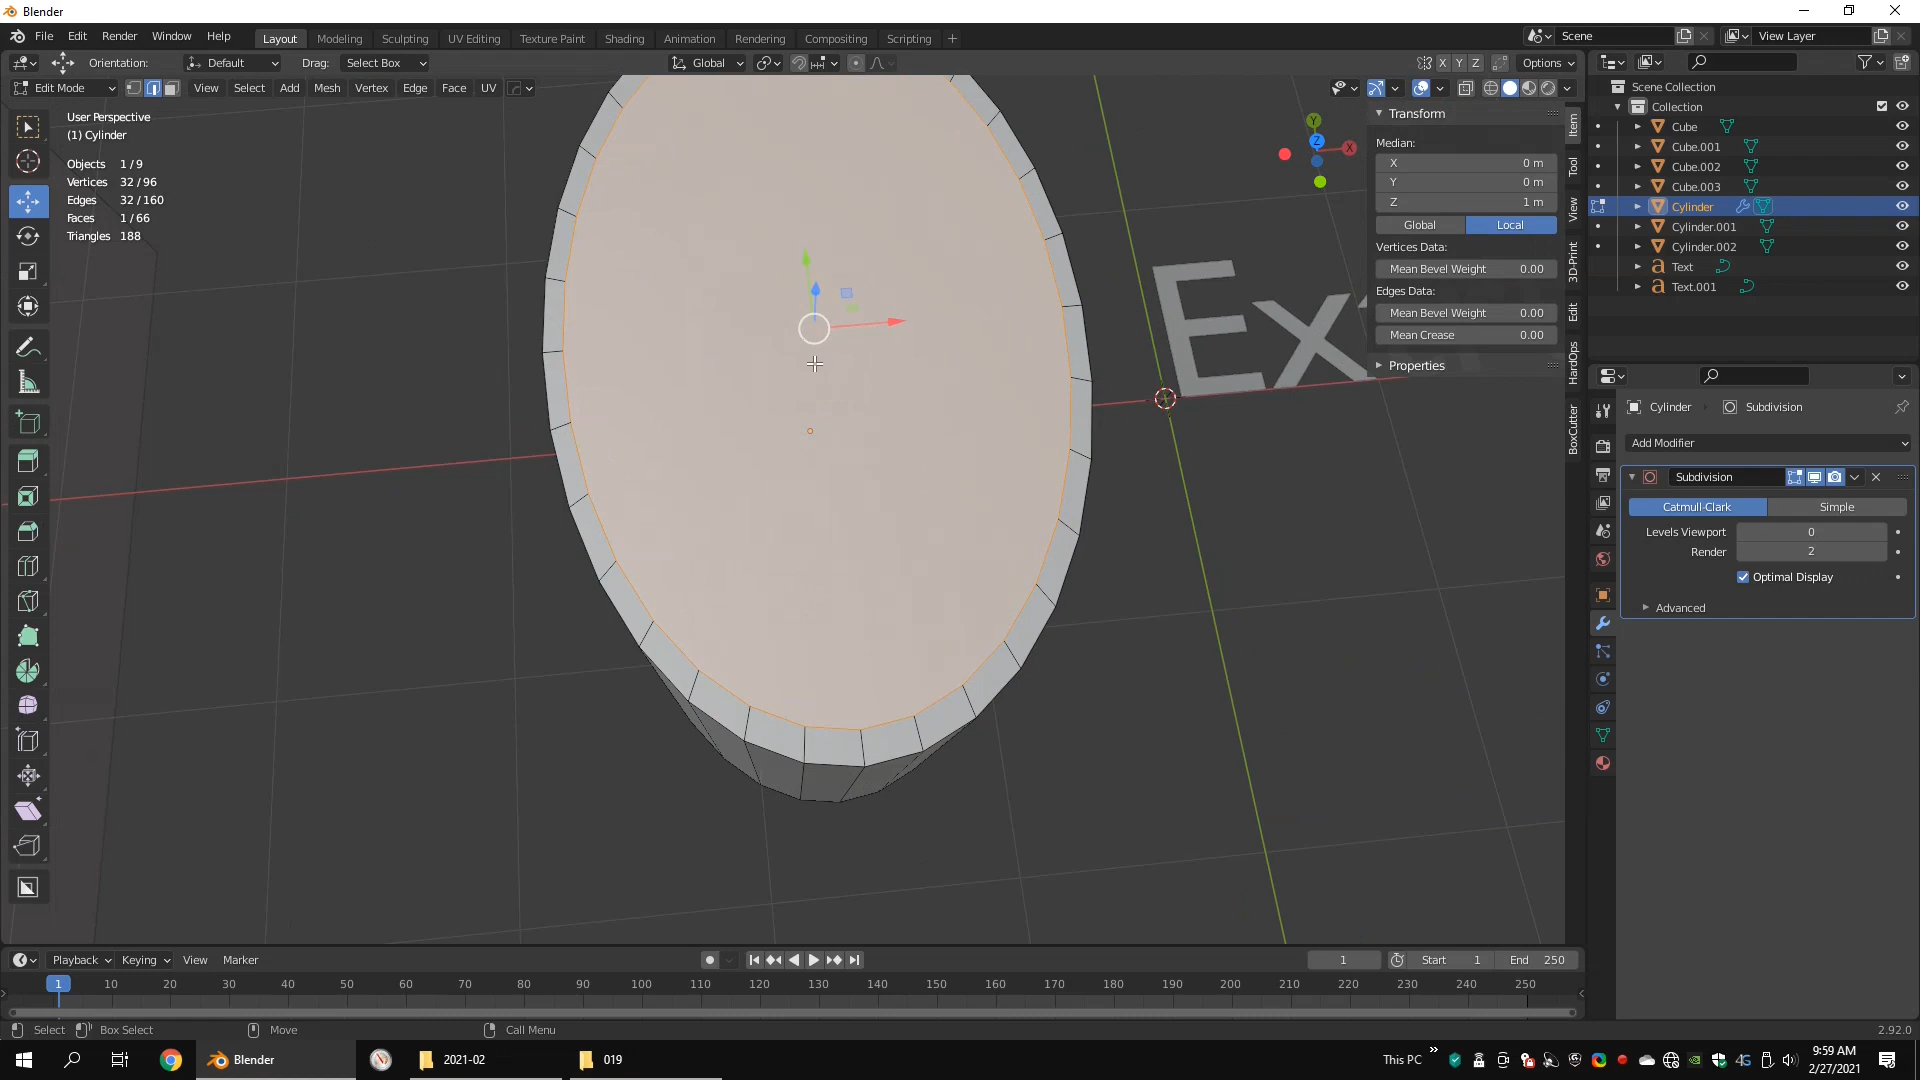 Blender
File Edit Render Window Help Layout Modeling Sculpting UV Editing Texture Paint Shading Animation Rendering Compositing Scripting + Scene View Layer
Orientation: Default Drag: Select Box Global X Y Z Options
Edit Mode View Select Add Mesh Vertex Edge Face UV
User Perspective
(1) Cylinder
Objects 1 / 9
Vertices 32 / 96
Edges 32 / 160
Faces 1 / 66
Triangles 188
Ex
Y
Z
X
Transform
Median:
X 0 m
Y 0 m
Z 1 m
Global Local
Vertices Data:
Mean Bevel Weight 0.00
Edges Data:
Mean Bevel Weight 0.00
Mean Crease 0.00
Properties
Item
Tool
View
3D-Print
Edit
HardOps
BoxCutter
Scene Collection
Collection
Cube
Cube.001
Cube.002
Cube.003
Cylinder
Cylinder.001
Cylinder.002
Text
Text.001
Cylinder Subdivision
Add Modifier
Subdivision
Catmull-Clark Simple
Levels Viewport 0
Render 2
Optimal Display
Advanced
Playback Keying View Marker 1 Start 1 End 250
1 10 20 30 40 50 60 70 80 90 100 110 120 130 140 150 160 170 180 190 200 210 220 230 240 250
Select Box Select Move Call Menu 2.92.0
Blender 2021-02 019 This PC 9:59 AM
2/27/2021